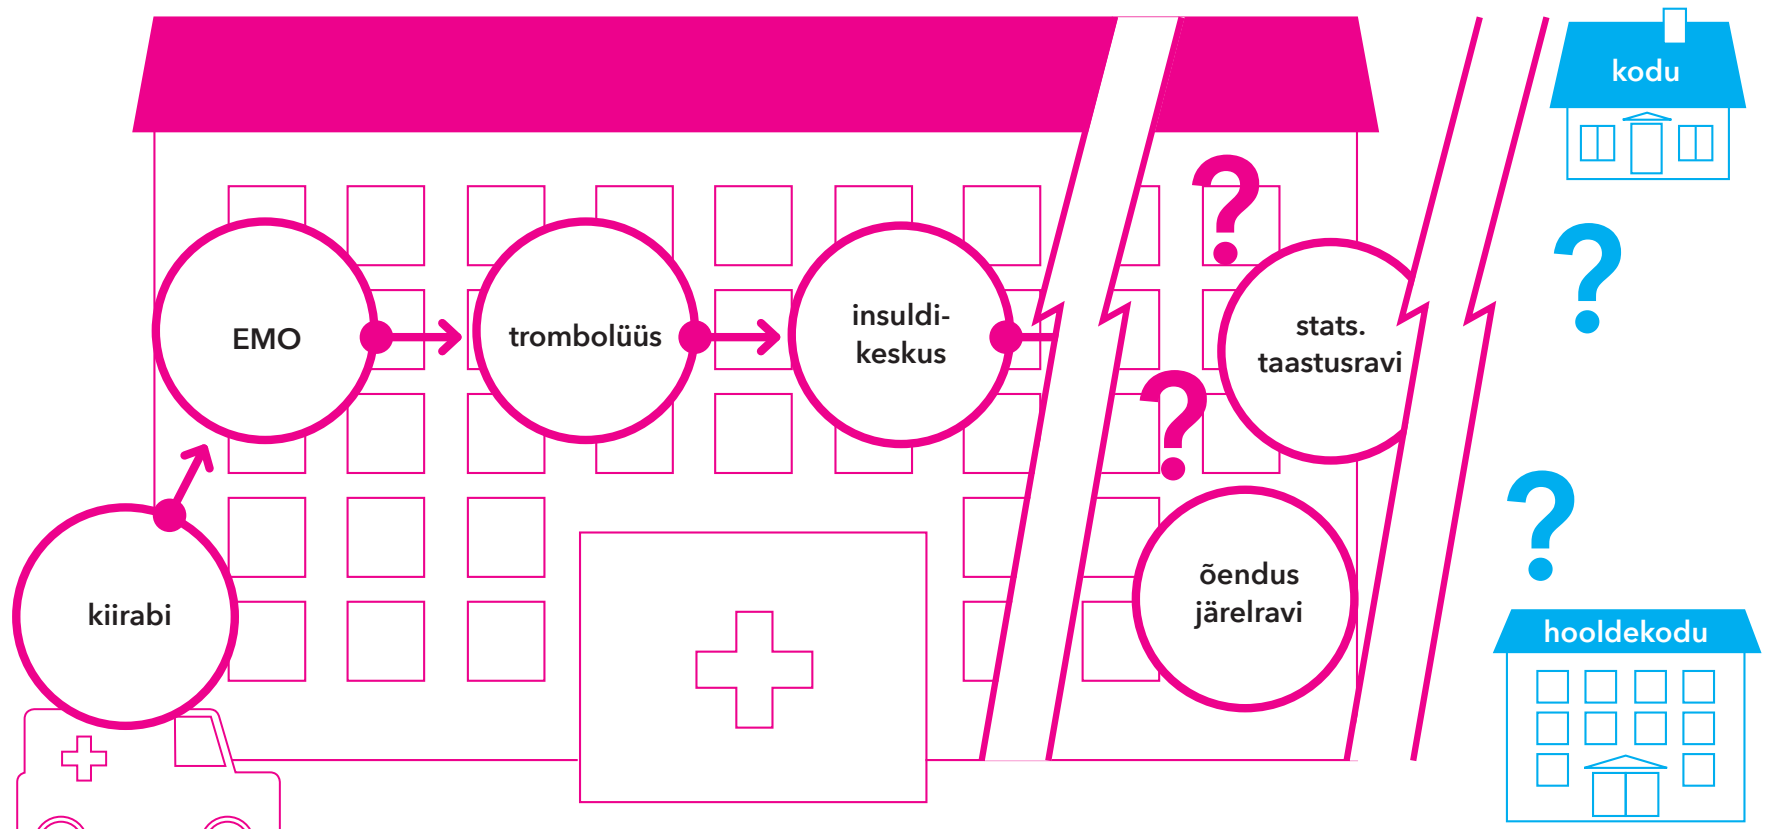 kodu
EMO
trombolüüs
insuldi-
keskus
stats.
taastusravi
?
?
?
?
kiirabi
õendus
järelravi
hooldekodu